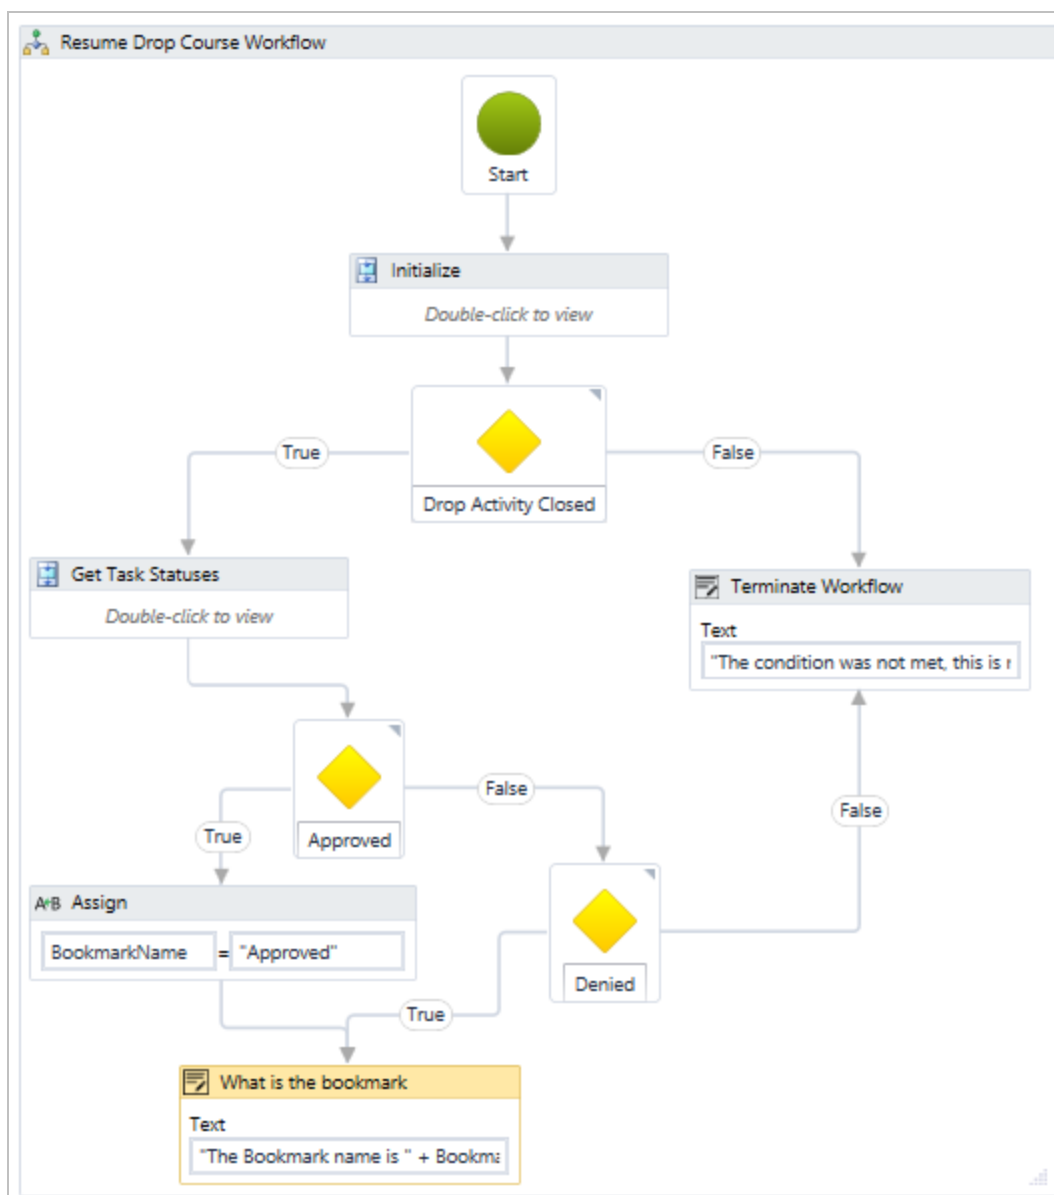 Resume Drop Course Workflow
Start
Initialize
Double-click to view
Drop Activity Closed
True
False
Get Task Statuses
Double-click to view
Terminate Workflow
Text
"The condition was not met, this is r
Approved
True
False
A+B Assign
BookmarkName = "Approved"
Denied
True
False
What is the bookmark
Text
"The Bookmark name is " + Bookma